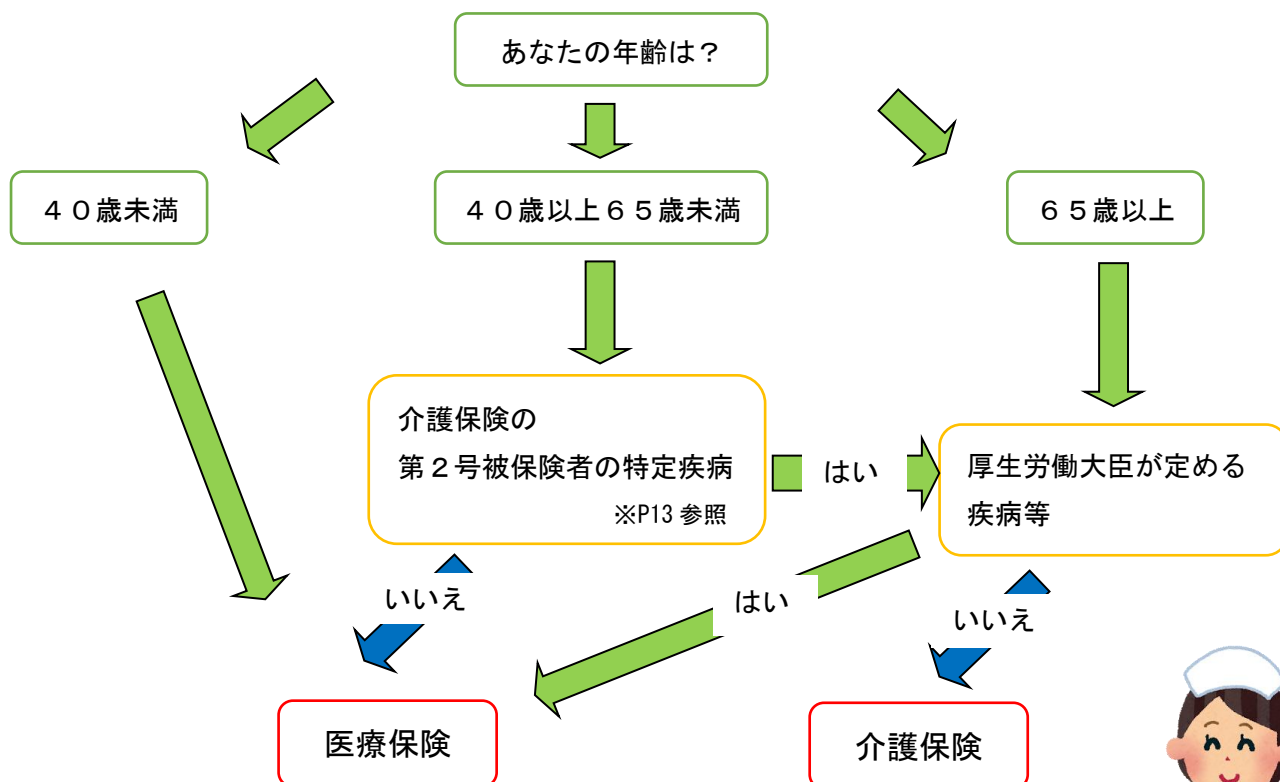 あなたの年齢は？
４０歳未満
４０歳以上６５歳未満
６５歳以上
介護保険の
第２号被保険者の特定疾病
※P13 参照
はい
厚生労働大臣が定める
疾病等
いいえ
はい
いいえ
医療保険
介護保険